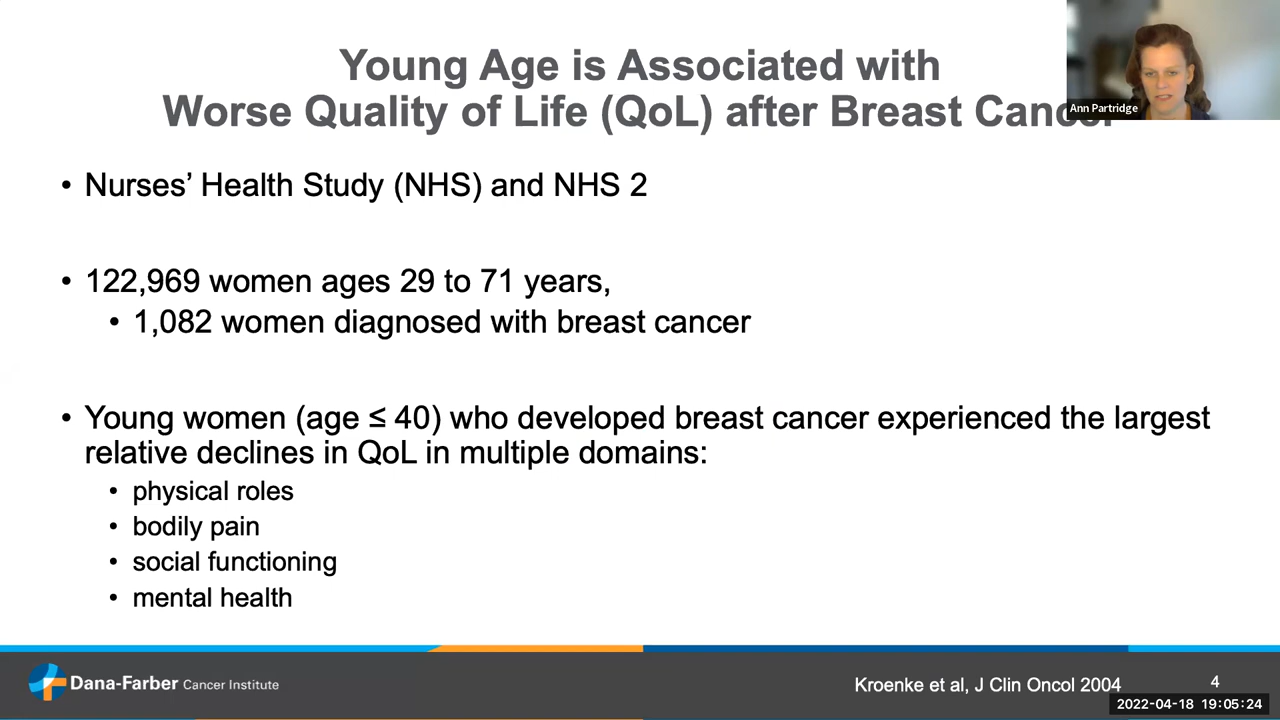 Young Age is Associated with
Worse Quality of Life (QoL) after Breast Cancer
Ann Partridge
• Nurses’ Health Study (NHS) and NHS 2
• 122,969 women ages 29 to 71 years,
• 1,082 women diagnosed with breast cancer
• Young women (age ≤ 40) who developed breast cancer experienced the largest
relative declines in QoL in multiple domains:
• physical roles
• bodily pain
• social functioning
• mental health
Dana-Farber Cancer Institute
Kroenke et al, J Clin Oncol 2004
4
2022-04-18 19:05:24